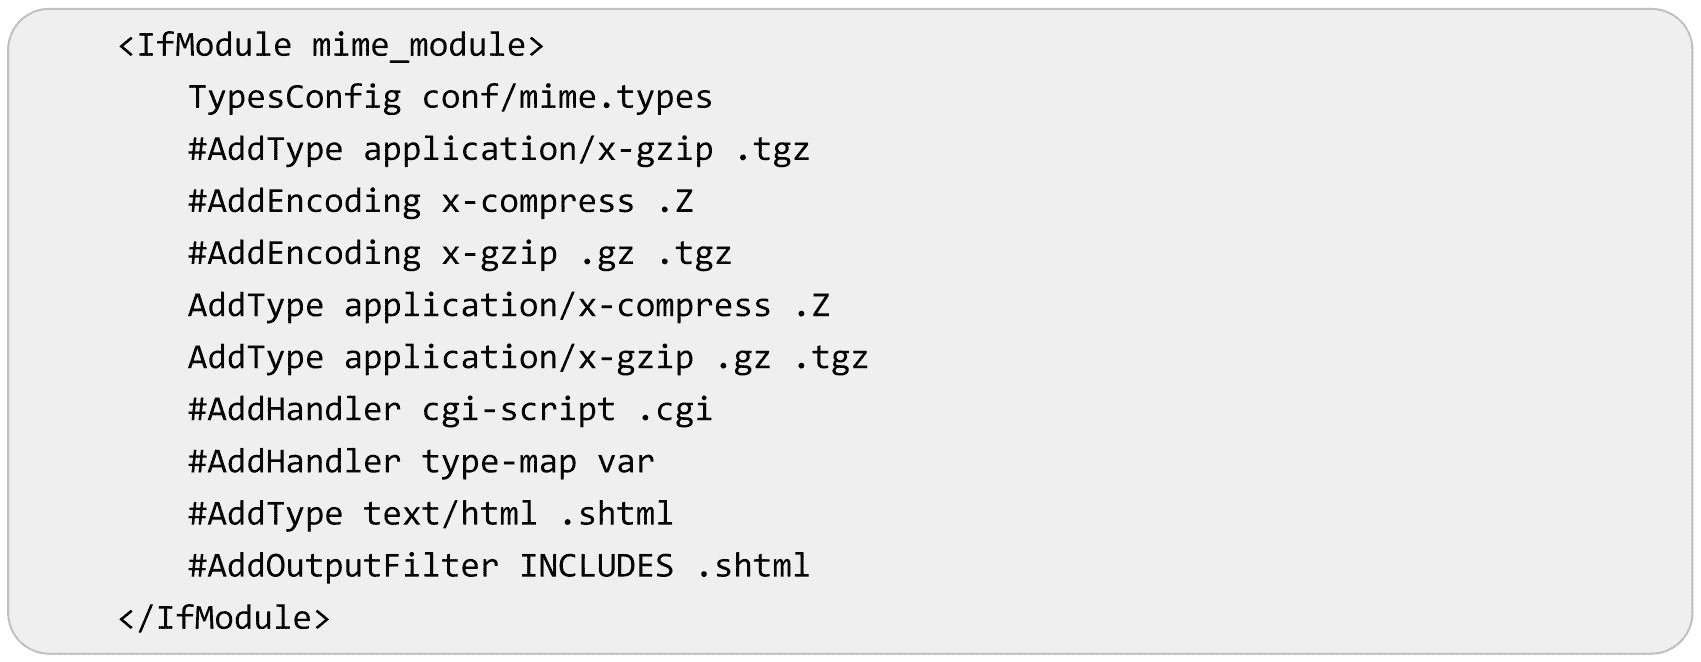 <IfModule mime_module>
TypesConfig conf/mime.types
#AddType application/x-gzip .tgz
#AddEncoding x-compress .Z
#AddEncoding x-gzip .gz .tgz
AddType application/x-compress .Z
AddType application/x-gzip .gz .tgz
#AddHandler cgi-script .cgi
#AddHandler type-map var
#AddType text/html .shtml
#AddOutputFilter INCLUDES .shtml
</IfModule>